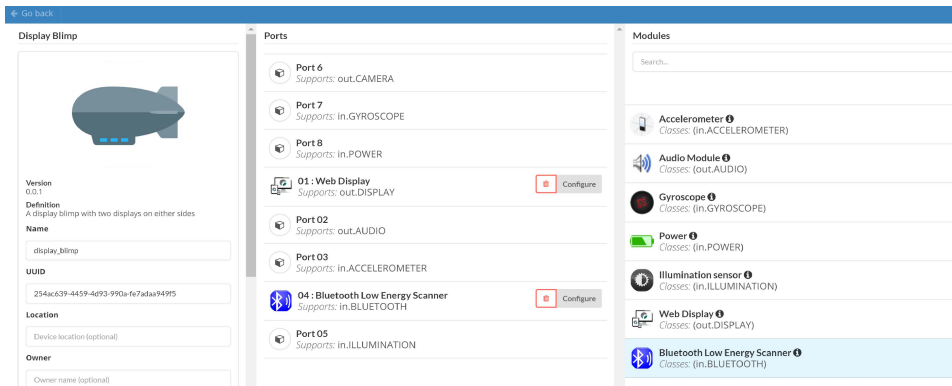 Go back
Display Blimp
Version
0.0.1
Definition
A display blimp with two displays on either sides
Name
display_blimp
UUID
254ac639-4459-4d93-990a-fe7adaa949f5
Location
Device location (optional)
Owner
Owner name (optional)
Ports
Port 6
Supports: out.CAMERA
Port 7
Supports: in.GYROSCOPE
Port 8
Supports: in.POWER
01 : Web Display
Supports: out.DISPLAY
Configure
Port 02
Supports: out.AUDIO
Port 03
Supports: in.ACCELEROMETER
04 : Bluetooth Low Energy Scanner
Supports: in.BLUETOOTH
Configure
Port 05
Supports: in.ILLUMINATION
Modules
Search...
Accelerometer
Classes: (in.ACCELEROMETER)
Audio Module
Classes: (out.AUDIO)
Gyroscope
Classes: (in.GYROSCOPE)
Power
Classes: (in.POWER)
Illumination sensor
Classes: (in.ILLUMINATION)
Web Display
Classes: (out.DISPLAY)
Bluetooth Low Energy Scanner
Classes: (in.BLUETOOTH)